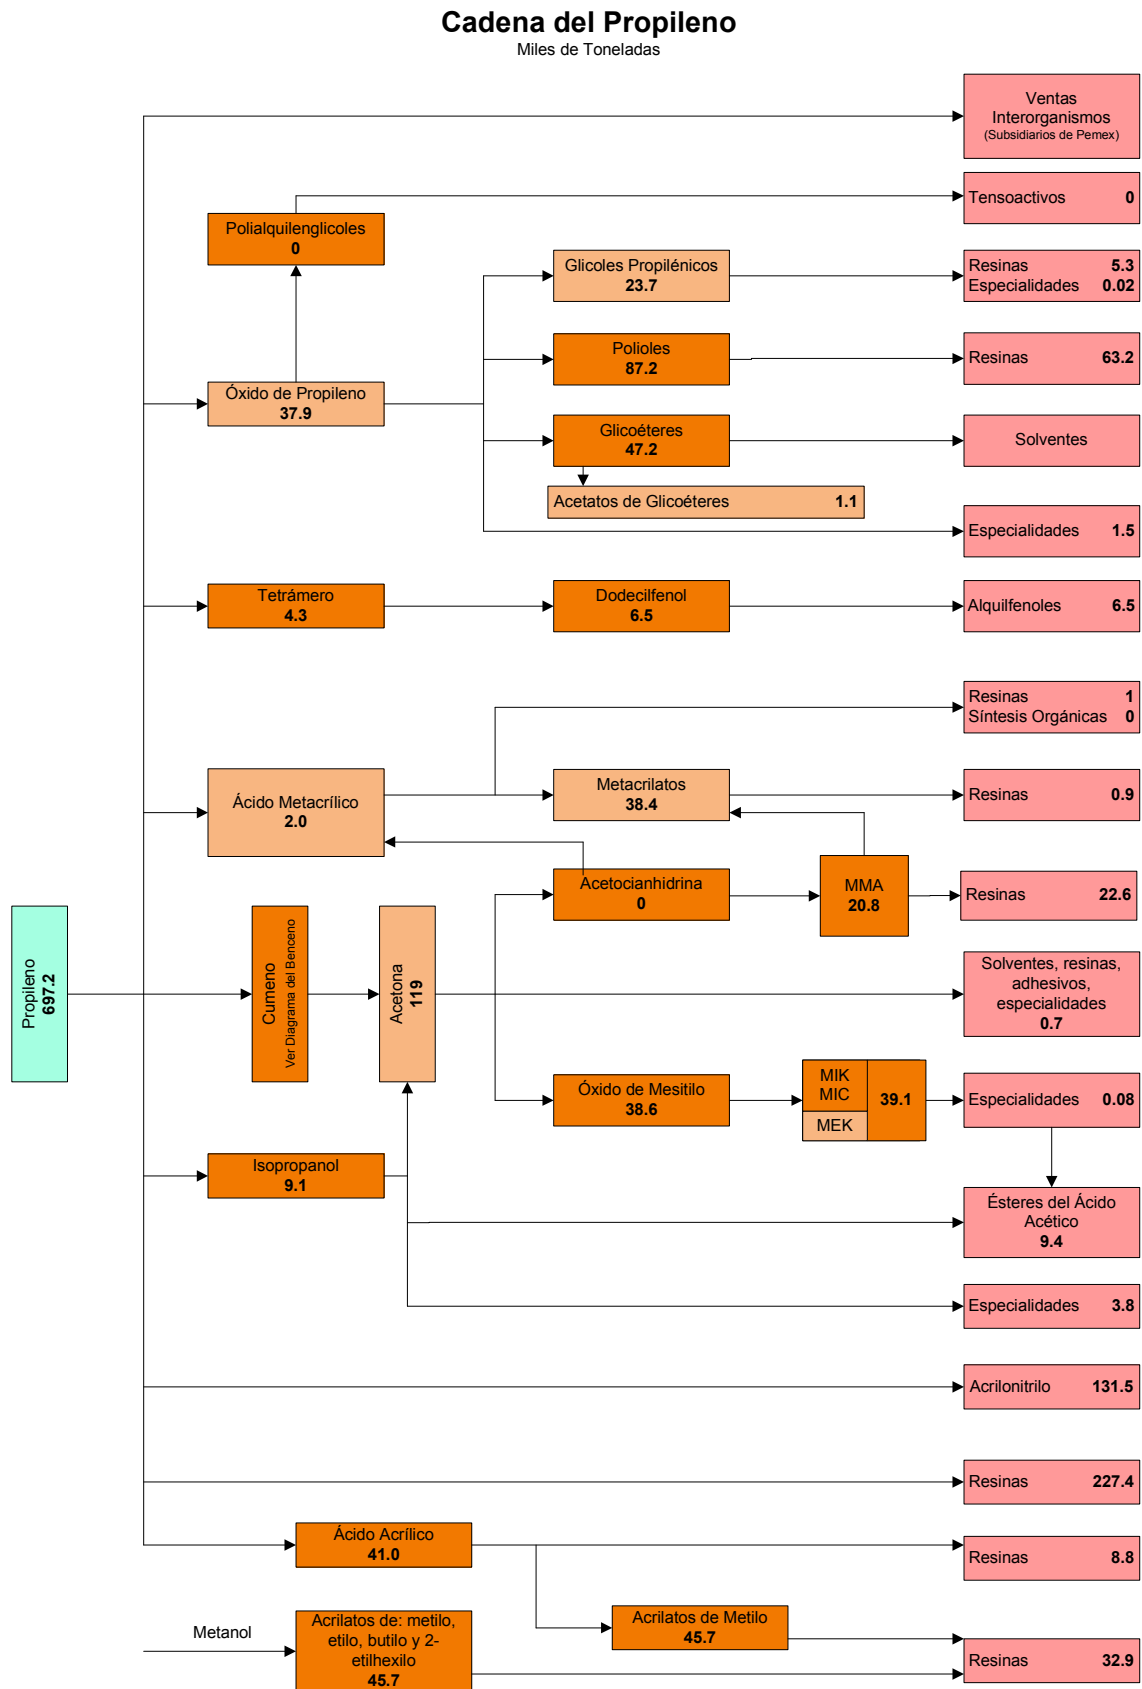 Cadena del Propileno
Miles de Toneladas
Ventas
Interorganismos
(Subsidiarios de Pemex)
Tensoactivos 0
Polialquilenglicoles
0
Glicoles Propilénicos
23.7
Resinas 5.3
Especialidades 0.02
Polioles
87.2
Resinas 63.2
Óxido de Propileno
37.9
Glicoéteres
47.2
Solventes
Acetatos de Glicoéteres 1.1
Especialidades 1.5
Tetrámero
4.3
Dodecilfenol
6.5
Alquilfenoles 6.5
Resinas 1
Síntesis Orgánicas 0
Ácido Metacrílico
2.0
Metacrilatos
38.4
Resinas 0.9
Acetocianhidrina
0
MMA
20.8
Resinas 22.6
Propileno
697.2
Cumeno
Ver Diagrama del Benceno
Acetona
119
Solventes, resinas,
adhesivos,
especialidades
0.7
Óxido de Mesitilo
38.6
MIK
MIC
39.1
MEK
Especialidades 0.08
Isopropanol
9.1
Ésteres del Ácido
Acético
9.4
Especialidades 3.8
Acrilonitrilo 131.5
Resinas 227.4
Ácido Acrílico
41.0
Resinas 8.8
Metanol
Acrilatos de: metilo,
etilo, butilo y 2-
etilhexilo
45.7
Acrilatos de Metilo
45.7
Resinas 32.9